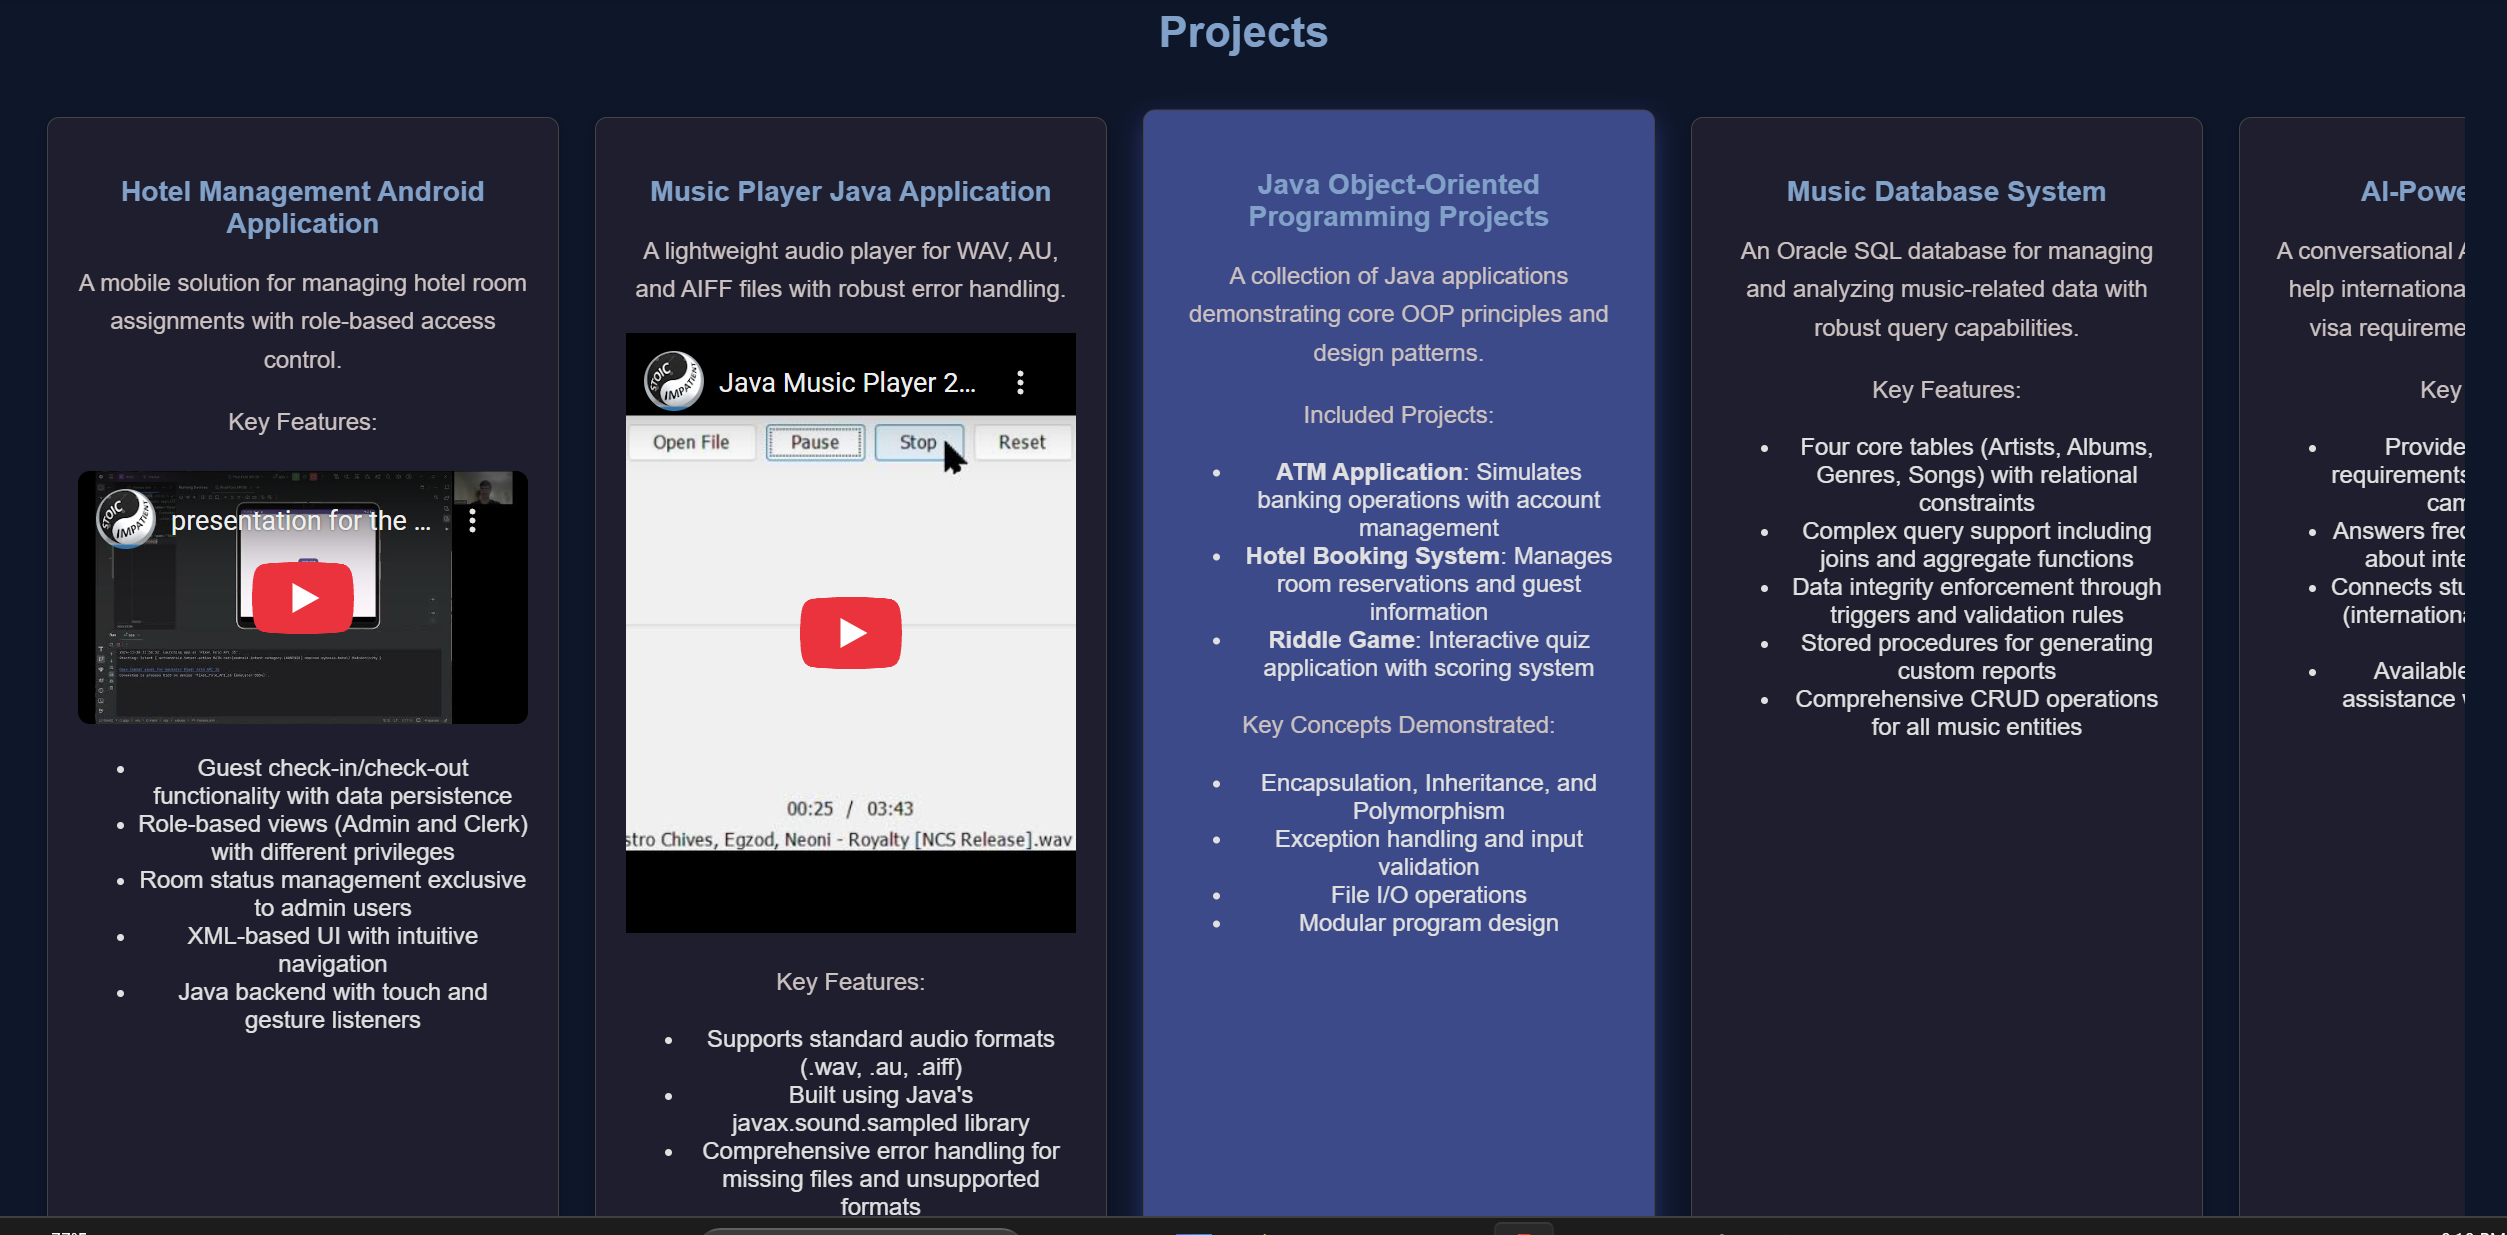 Projects
Hotel Management Android
Application
A mobile solution for managing hotel room
assignments with role-based access
control.
Key Features:
STOIC
IMPATIENT
presentation for the ...
• Guest check-in/check-out
functionality with data persistence
• Role-based views (Admin and Clerk)
with different privileges
• Room status management exclusive
to admin users
• XML-based UI with intuitive
navigation
• Java backend with touch and
gesture listeners
Music Player Java Application
A lightweight audio player for WAV, AU,
and AIFF files with robust error handling.
STOIC
IMPATIENT
Java Music Player 2...
Open File Pause Stop Reset
00:25 / 03:43
stro Chives, Egzod, Neoni - Royalty [NCS Release].wav
Key Features:
• Supports standard audio formats
(.wav, .au, .aiff)
• Built using Java's
javax.sound.sampled library
• Comprehensive error handling for
missing files and unsupported
formats
Java Object-Oriented
Programming Projects
A collection of Java applications
demonstrating core OOP principles and
design patterns.
Included Projects:
• ATM Application: Simulates
banking operations with account
management
• Hotel Booking System: Manages
room reservations and guest
information
• Riddle Game: Interactive quiz
application with scoring system
Key Concepts Demonstrated:
• Encapsulation, Inheritance, and
Polymorphism
• Exception handling and input
validation
• File I/O operations
• Modular program design
Music Database System
An Oracle SQL database for managing
and analyzing music-related data with
robust query capabilities.
Key Features:
• Four core tables (Artists, Albums,
Genres, Songs) with relational
constraints
• Complex query support including
joins and aggregate functions
• Data integrity enforcement through
triggers and validation rules
• Stored procedures for generating
custom reports
• Comprehensive CRUD operations
for all music entities
AI-Powe
A conversational
help internationa
visa requireme
Key
• Provide
requirements
cam
• Answers freq
about inte
• Connects stu
(internationa
• Available
assistance